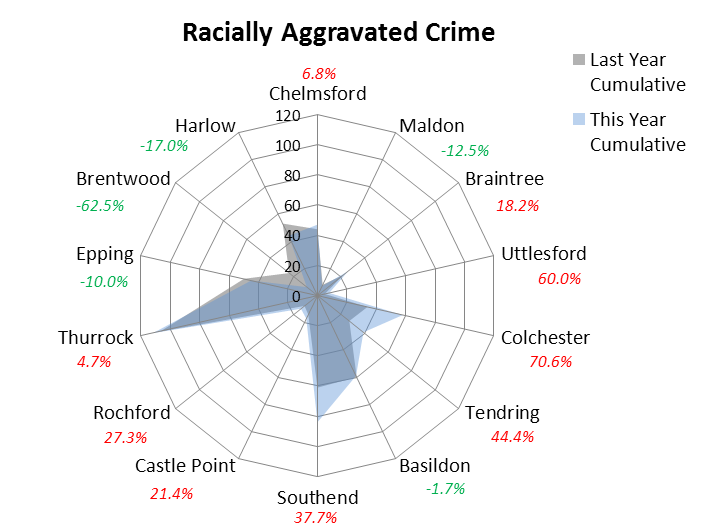 Racially Aggravated Crime
Last Year
Cumulative
This Year
Cumulative
6.8%
Chelmsford
120
100
80
60
40
20
0
Maldon
-12.5%
Braintree
18.2%
Uttlesford
60.0%
Colchester
70.6%
Tendring
44.4%
Basildon
-1.7%
Southend
37.7%
Castle Point
21.4%
Rochford
27.3%
Thurrock
4.7%
Epping
-10.0%
Brentwood
-62.5%
Harlow
-17.0%